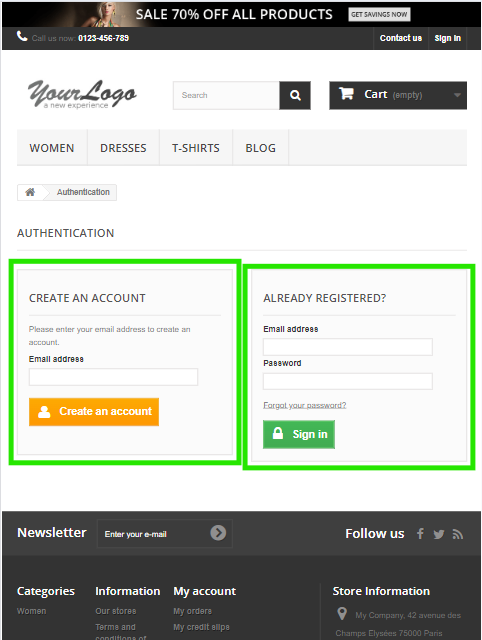 SALE 70% OFF ALL PRODUCTS GET SAVINGS NOW
Call us now: 0123-456-789 Contact us Sign in
YourLogo
a new experience
Search
Cart (empty)
WOMEN DRESSES T-SHIRTS BLOG
Authentication
AUTHENTICATION
CREATE AN ACCOUNT
Please enter your email address to create an
account.
Email address
Create an account
ALREADY REGISTERED?
Email address
Password
Forgot your password?
Sign in
Newsletter Enter your e-mail Follow us
Categories Information My account Store Information
Women Our stores My orders My Company, 42 avenue des
Terms and My credit slips Champs Elysées 75000 Paris
conditions of